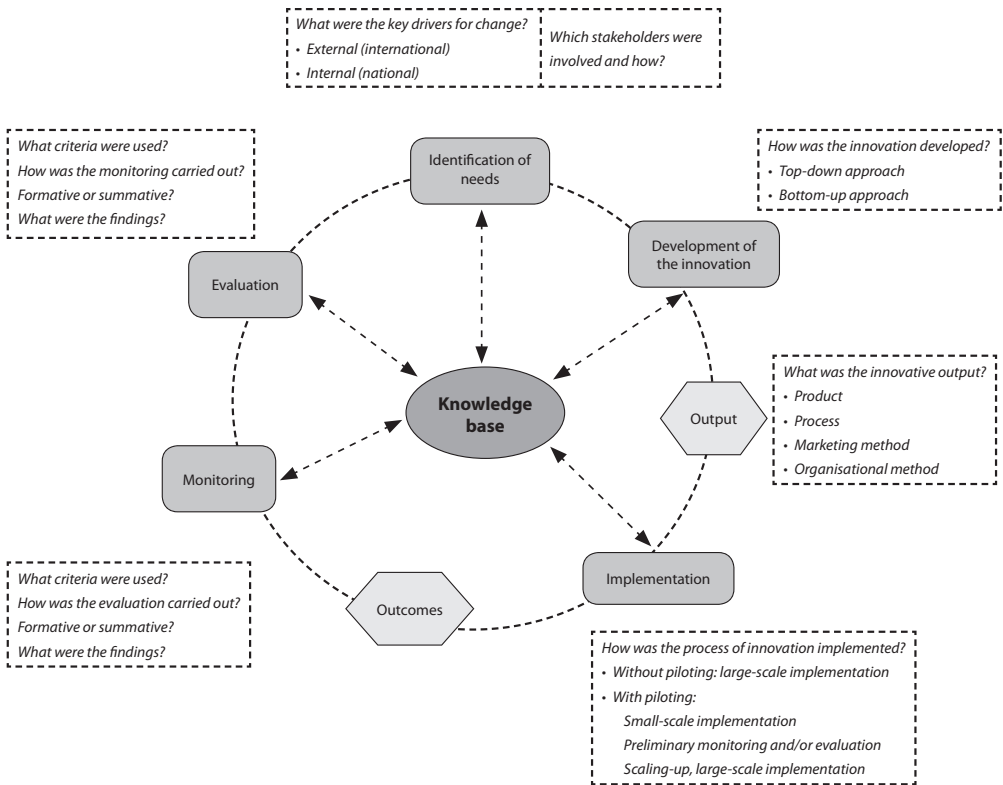 What were the key drivers for change?
• External (international)
• Internal (national)
Which stakeholders were
involved and how?
What criteria were used?
How was the monitoring carried out?
Formative or summative?
What were the findings?
Identification of
needs
How was the innovation developed?
• Top-down approach
• Bottom-up approach
Evaluation
Development of
the innovation
Knowledge
base
Output
What was the innovative output?
• Product
• Process
• Marketing method
• Organisational method
Monitoring
Implementation
Outcomes
What criteria were used?
How was the evaluation carried out?
Formative or summative?
What were the findings?
How was the process of innovation implemented?
• Without piloting: large-scale implementation
• With piloting:
Small-scale implementation
Preliminary monitoring and/or evaluation
Scaling-up, large-scale implementation